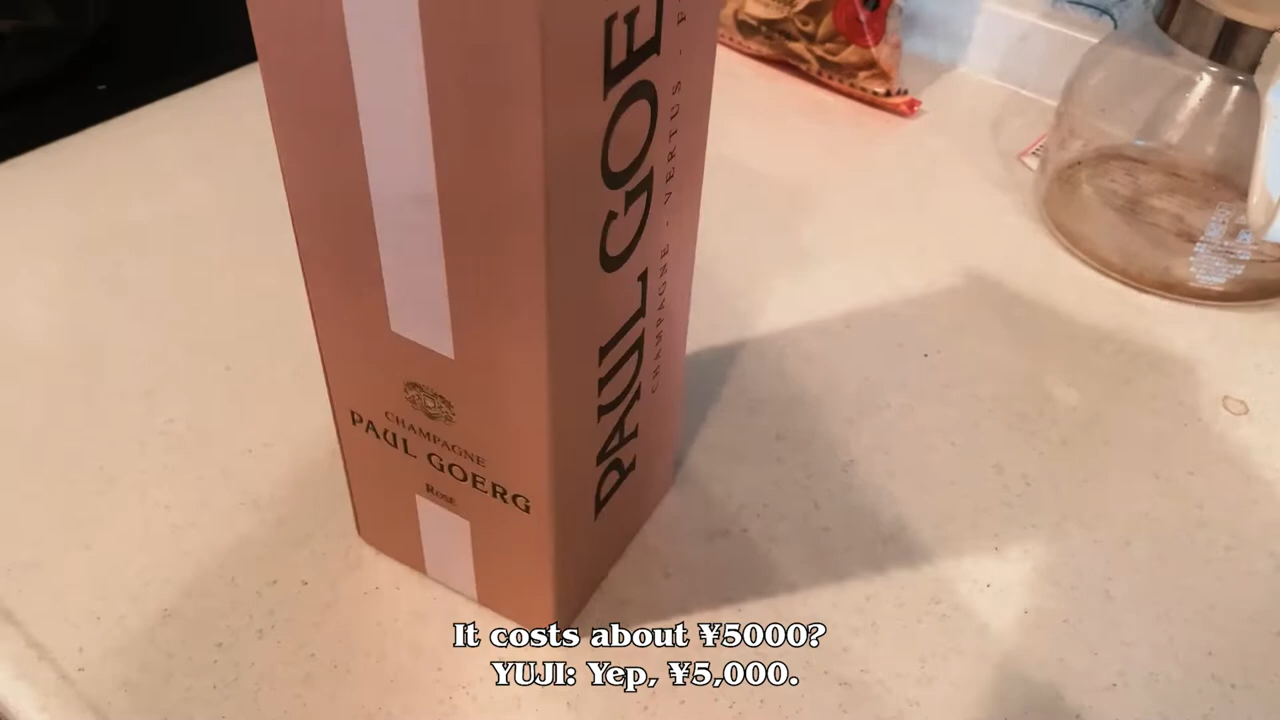 CHAMPAGNE
PAUL GOERG
Rosé
PAUL GOE
CHAMPAGNE - VERTUS - P
It costs about ¥5000?
YUJI: Yep, ¥5,000.